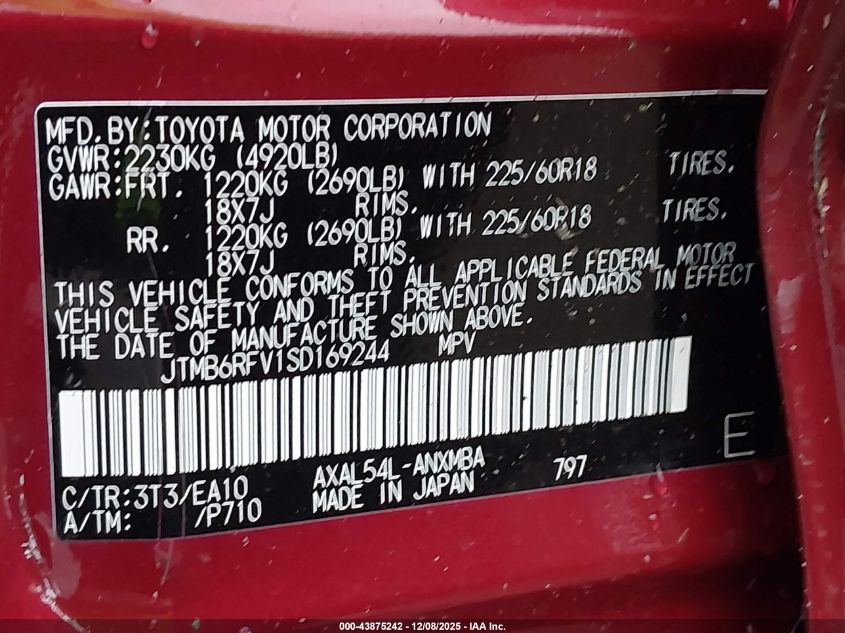 MFD. BY: TOYOTA MOTOR CORPORATION
GVWR: 2230KG (4920LB)
GAWR: FRT. 1220KG (2690LB) WITH 225/60R18 TIRES.
18X7J RIMS.
RR. 1220KG (2690LB) WITH 225/60R18 TIRES.
18X7J RIMS.
THIS VEHICLE CONFORMS TO ALL APPLICABLE FEDERAL MOTOR
VEHICLE SAFETY AND THEFT PREVENTION STANDARDS IN EFFECT
THE DATE OF MANUFACTURE SHOWN ABOVE.
JTMB6RFV1SD169244 MPV
E
C/TR: 3T3/EA10 AXAL54L-ANXMBA 797
A/TM: /P710 MADE IN JAPAN
000-43875242 - 12/08/2025 - IAA Inc.